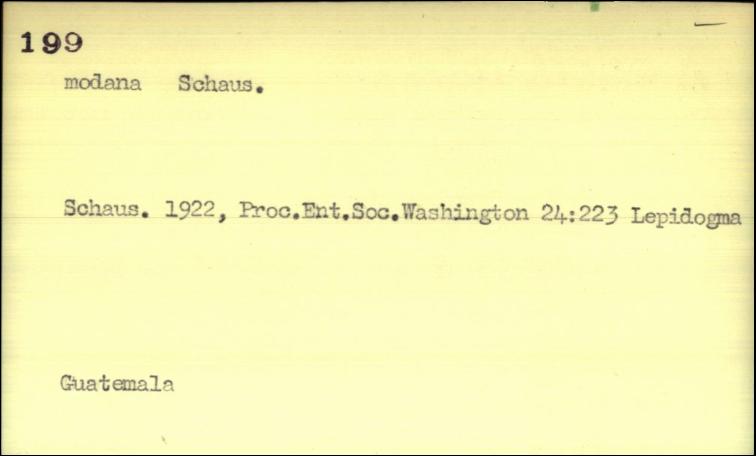 199
modana Schaus.
Schaus. 1922, Proc.Ent.Soc.Washington 24:223 Lepidogma
Guatemala